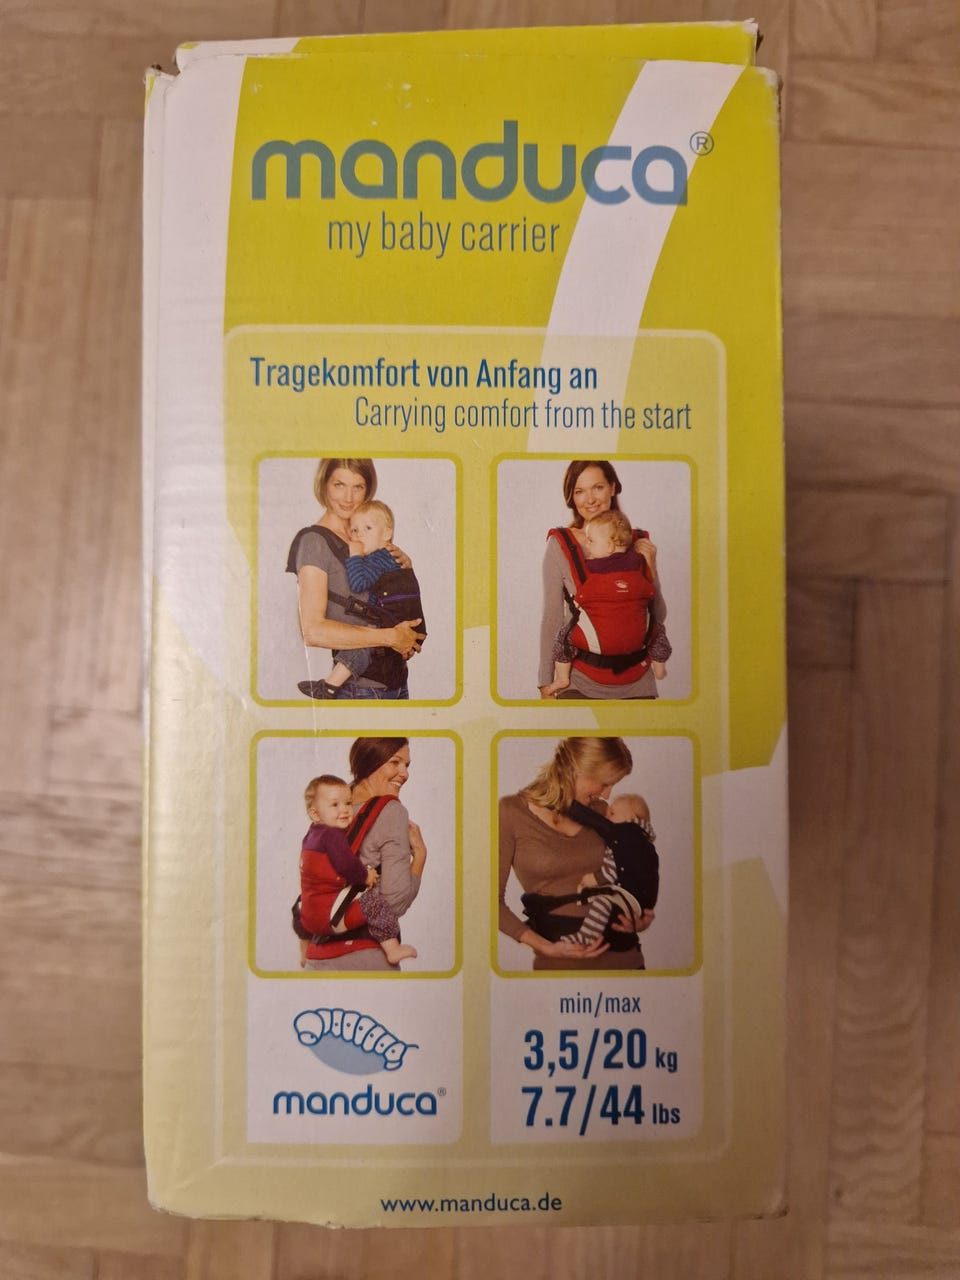 manduca®
my baby carrier
Tragekomfort von Anfang an
Carrying comfort from the start
manduca®
min/max
3,5/20 kg
7.7/44 lbs
www.manduca.de